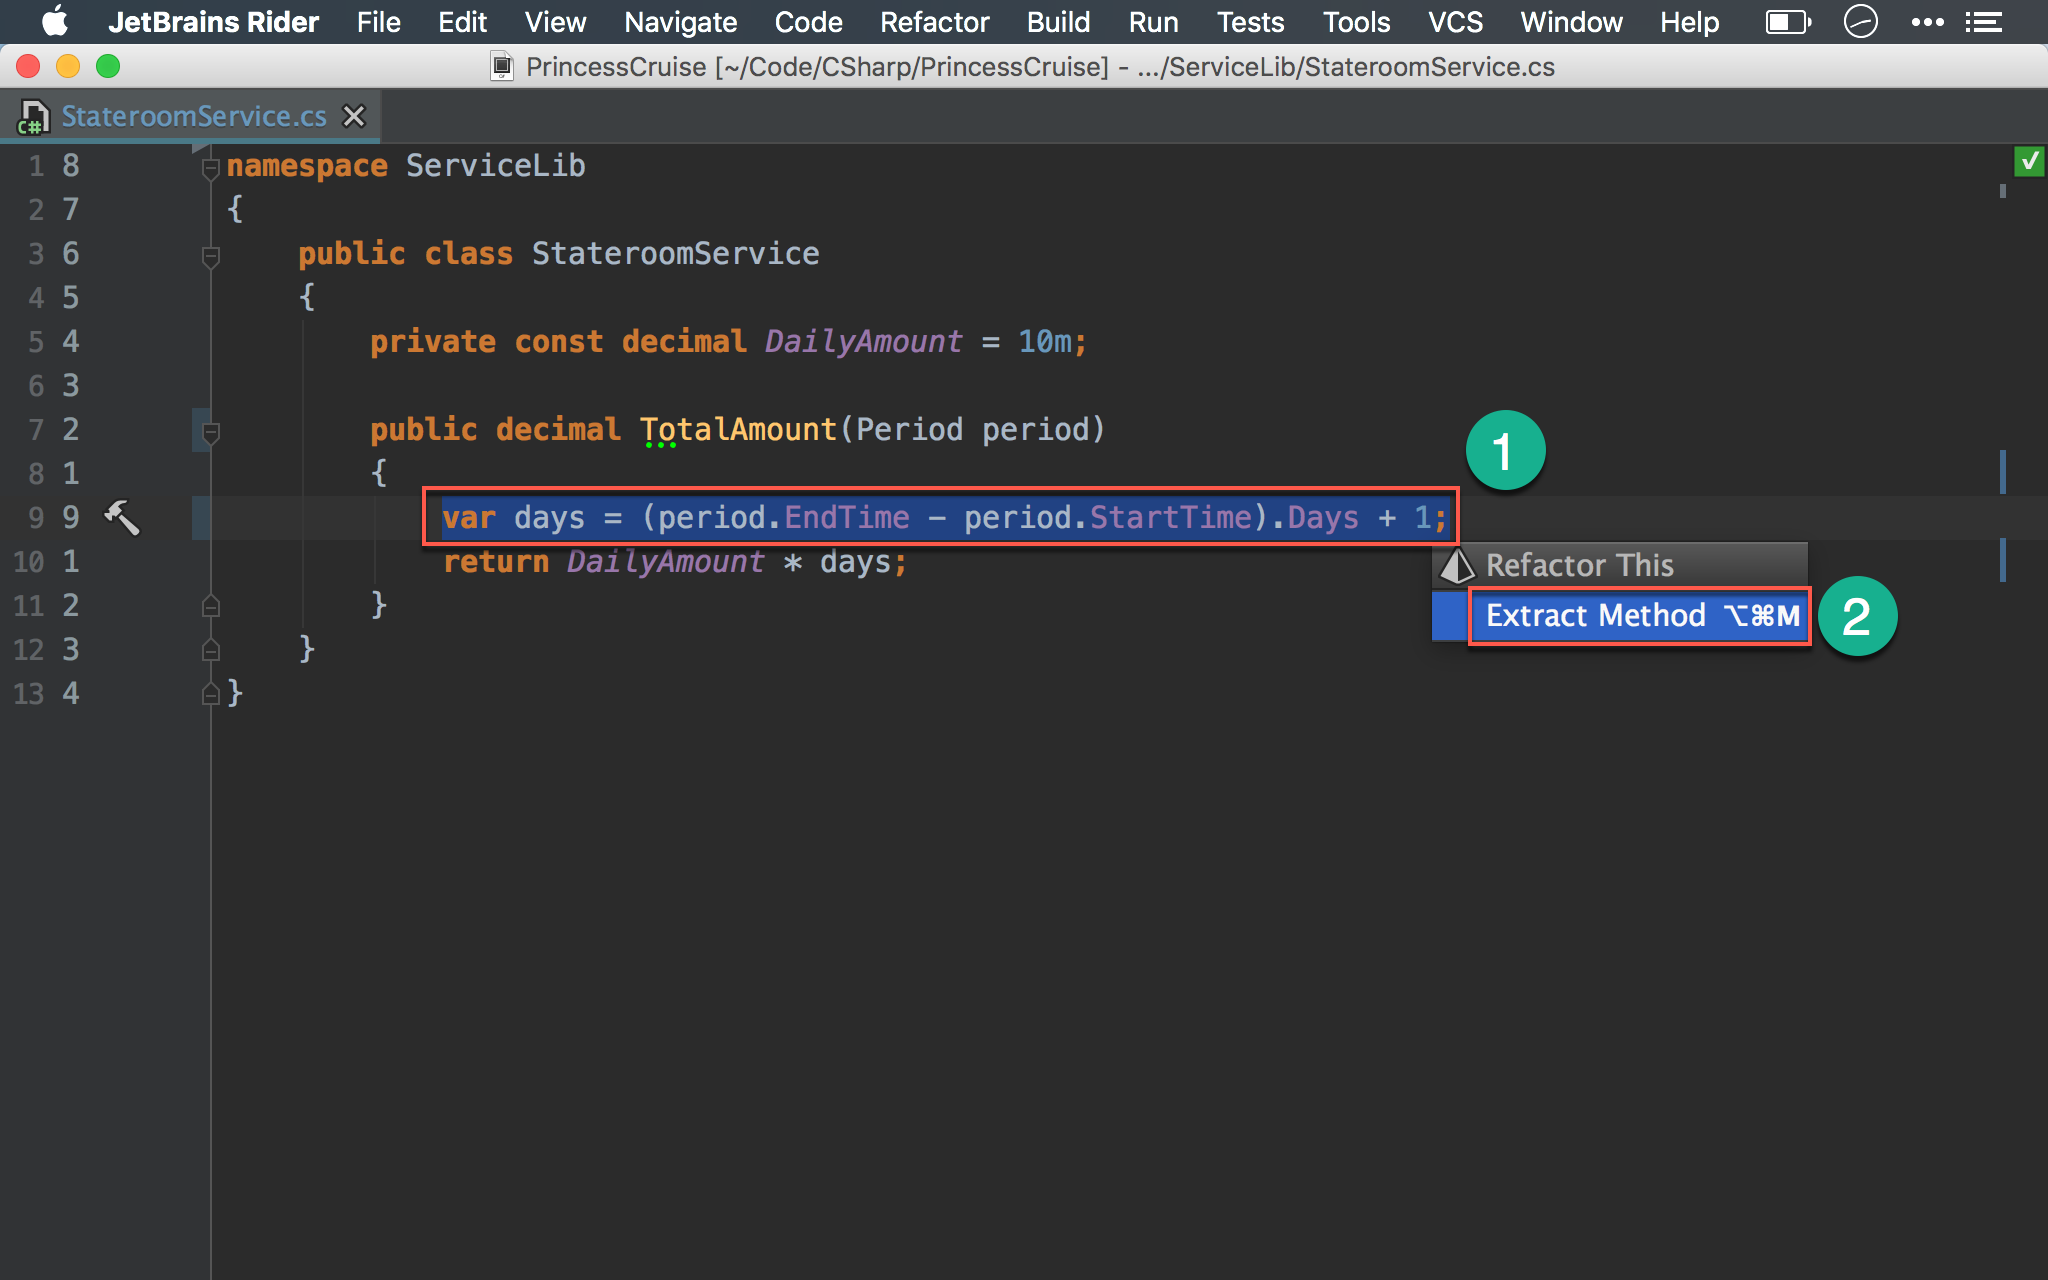 JetBrains Rider File Edit View Navigate Code Refactor Build Run Tests Tools VCS Window Help
PrincessCruise [~/Code/CSharp/PrincessCruise] - .../ServiceLib/StateroomService.cs
C# StateroomService.cs
1 8 namespace ServiceLib
2 7 {
3 6 public class StateroomService
4 5 {
5 4 private const decimal DailyAmount = 10m;
6 3
7 2 public decimal TotalAmount(Period period)
8 1 {
9 9 var days = (period.EndTime - period.StartTime).Days + 1;
10 1 return DailyAmount * days;
11 2 }
12 3 }
13 4 }
1
Refactor This
Extract Method ⌥⌘M
2